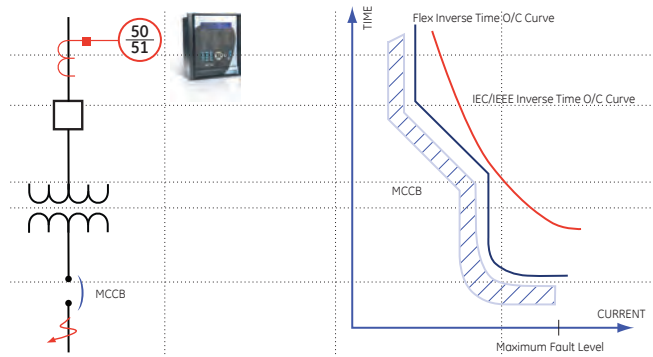 50
51
MCCB
TIME
Flex Inverse Time O/C Curve
IEC/IEEE Inverse Time O/C Curve
MCCB
CURRENT
Maximum Fault Level